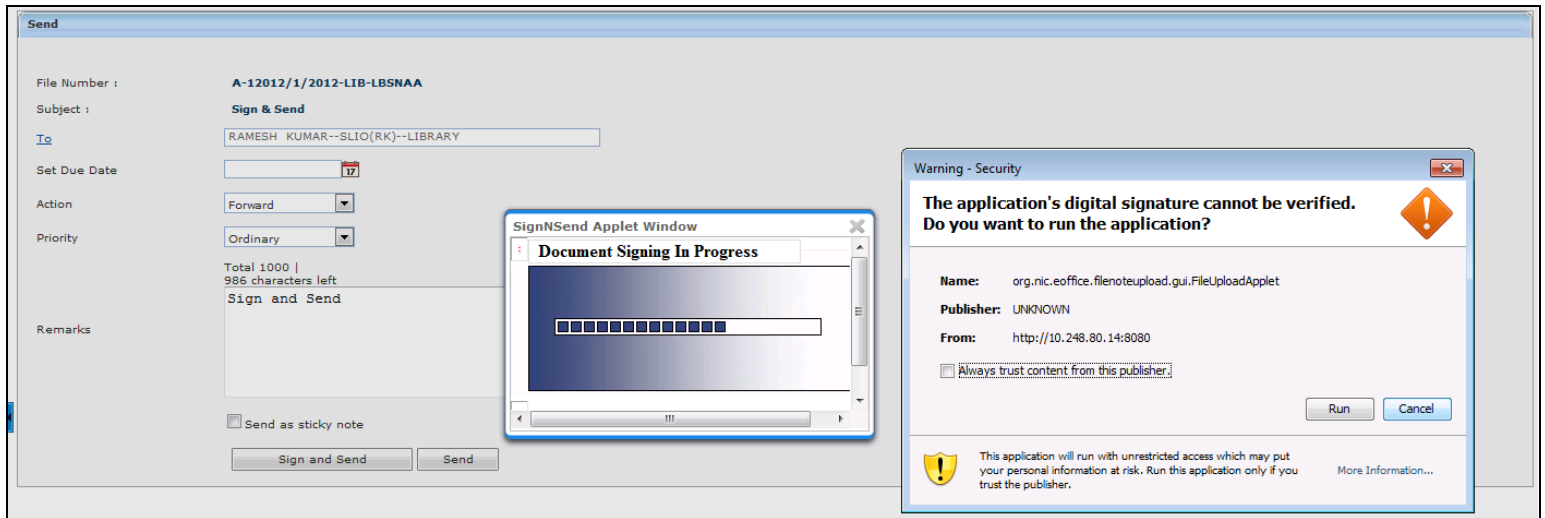 Send
File Number :
A-12012/1/2012-LIB-LBSNAA
Subject :
Sign & Send
To
RAMESH KUMAR--SLIO(RK)--LIBRARY
Set Due Date
17
Action
Forward
Priority
Ordinary
Total 1000 |
986 characters left
Remarks
Sign and Send
Send as sticky note
Sign and Send
Send
SignNSend Applet Window
Document Signing In Progress
Warning - Security
The application's digital signature cannot be verified.
Do you want to run the application?
Name: org.nic.eoffice.filenoteupload.gui.FileUploadApplet
Publisher: UNKNOWN
From: http://10.248.80.14:8080
Always trust content from this publisher.
Run
Cancel
This application will run with unrestricted access which may put
your personal information at risk. Run this application only if you
trust the publisher.
More Information...